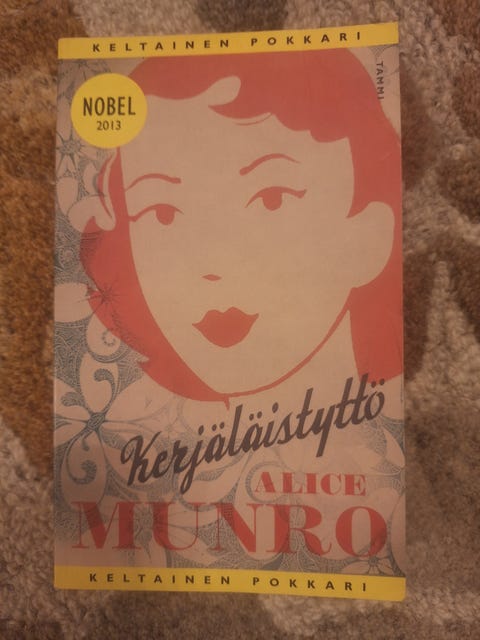 KELTAINEN POKKARI
TAMMI
NOBEL
2013
Kerjäläistyttö
ALICE
MUNRO
KELTAINEN POKKARI